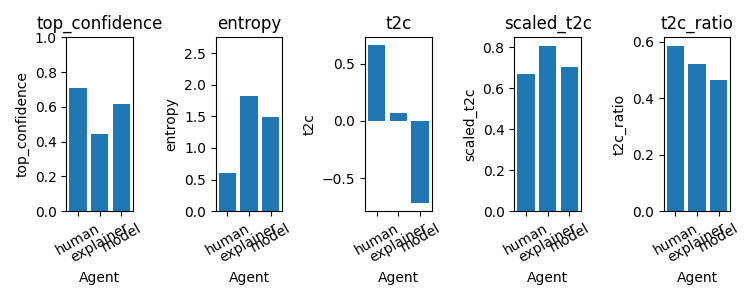 top_confidence
entropy
t2c
scaled_t2c
t2c_ratio
top_confidence
1.0
0.8
0.6
0.4
0.2
0.0
human
explainer
model
Agent
entropy
2.5
2.0
1.5
1.0
0.5
0.0
human
explainer
model
Agent
t2c
0.5
0.0
−0.5
human
explainer
model
Agent
scaled_t2c
0.8
0.6
0.4
0.2
0.0
human
explainer
model
Agent
t2c_ratio
0.6
0.4
0.2
0.0
human
explainer
model
Agent